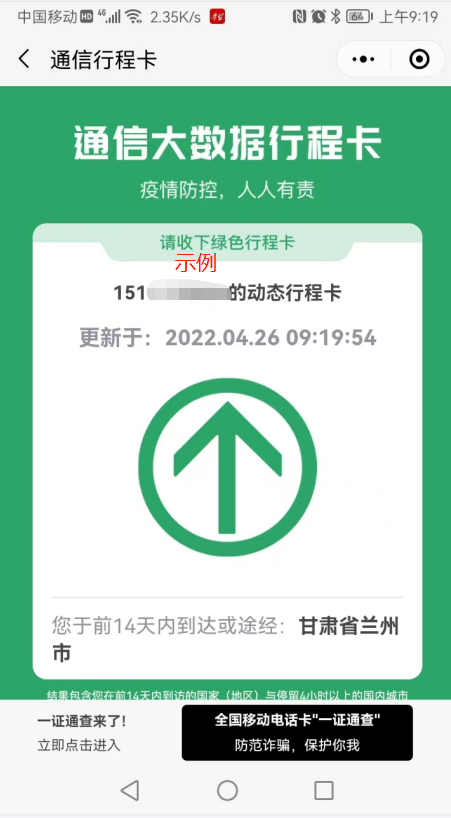 中国移动 HD 4G 2.35K/s 64 上午9:19
通信行程卡
通信大数据行程卡
疫情防控，人人有责
请收下绿色行程卡
示例
151 的动态行程卡
更新于：2022.04.26 09:19:54
您于前14天内到达或途经：甘肃省兰州
市
结果包含您在前14天内到访的国家（地区）与停留4小时以上的国内城市
一证通查来了！
立即点击进入
全国移动电话卡"一证通查"
防范诈骗，保护你我